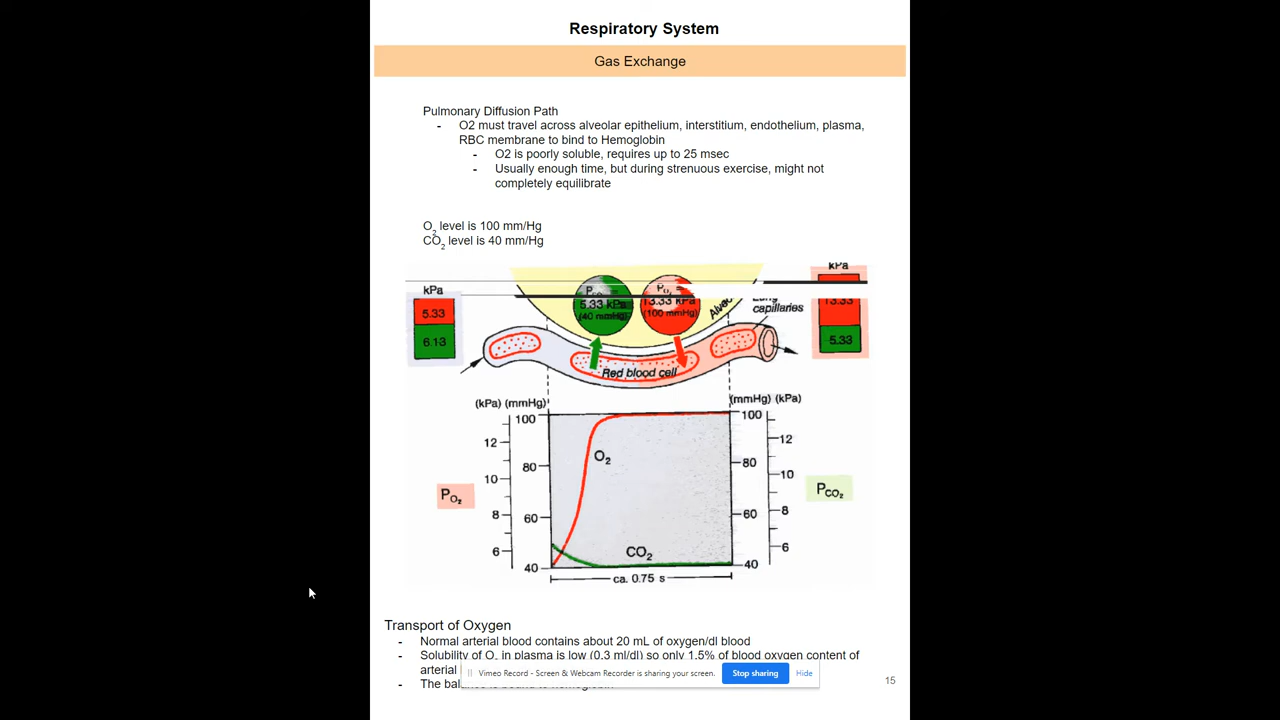 Respiratory System
Gas Exchange
Pulmonary Diffusion Path
- O2 must travel across alveolar epithelium, interstitium, endothelium, plasma,
RBC membrane to bind to Hemoglobin
- O2 is poorly soluble, requires up to 25 msec
- Usually enough time, but during strenuous exercise, might not
completely equilibrate
O2 level is 100 mm/Hg
CO2 level is 40 mm/Hg
kPa
kPa
5.33
6.13
5.33 kPa
(40 mmHg)
13.33 kPa
(100 mmHg)
capillaries
13.33
5.33
Red blood cell
(kPa) (mmHg)
(mmHg) (kPa)
100
100
12
12
80
80
10
10
O2
PO2
PCO2
8
8
60
60
6
6
CO2
40
40
ca. 0.75 s
Transport of Oxygen
- Normal arterial blood contains about 20 mL of oxygen/dl blood
- Solubility of O2 in plasma is low (0.3 ml/dl) so only 1.5% of blood oxygen content of
arterial
- The
Vimeo Record - Screen & Webcam Recorder is sharing your screen.
Stop sharing
Hide
15